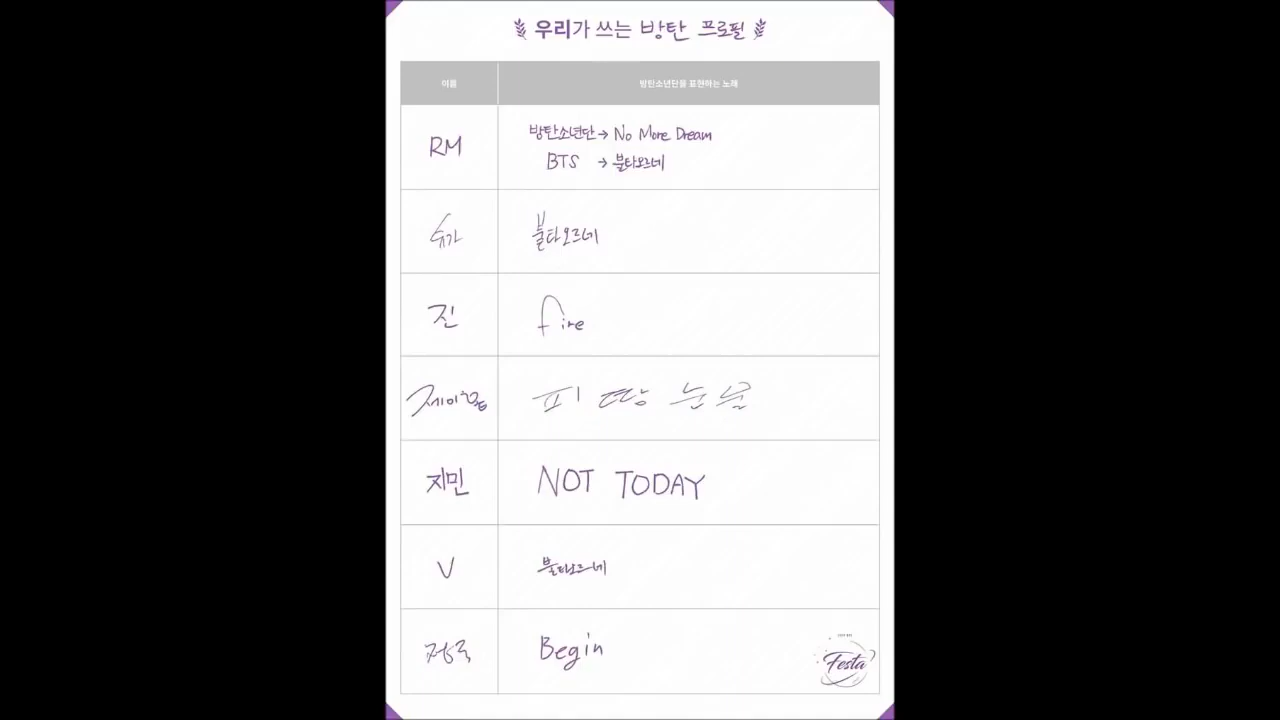 우리가 쓰는 방탄 프로필
이름 방탄소년단을 표현하는 노래
RM 방탄소년단 → No More Dream
BTS → 불타오르네
슈가 불타오르네
진 fire
제이홉 피 땀 눈물
지민 NOT TODAY
V 불타오르네
정국 Begin
Festa